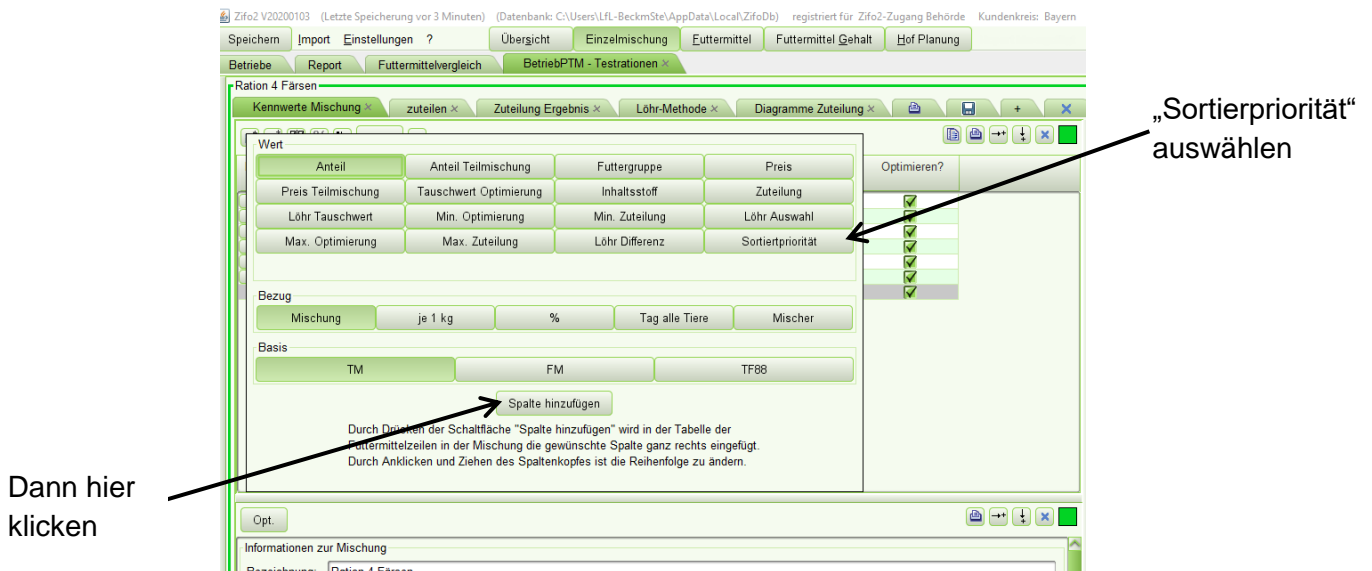 Zifo2 V20200103 (Letzte Speicherung vor 3 Minuten) (Datenbank: C:\Users\LfL-BeckmSte\AppData\Local\ZifoDb) registriert für Zifo2-Zugang Behörde Kundenkreis: Bayern
Speichern Import Einstellungen ? Übersicht Einzelmischung Futtermittel Futtermittel Gehalt Hof Planung
Betriebe Report Futtermittelvergleich BetriebPTM - Testrationen ×
Ration 4 Färsen
Kennwerte Mischung × zuteilen × Zuteilung Ergebnis × Löhr-Methode × Diagramme Zuteilung × + ×
„Sortierpriorität“
auswählen
Wert
Anteil Anteil Teilmischung Futtergruppe Preis Optimieren?
Preis Teilmischung Tauschwert Optimierung Inhaltsstoff Zuteilung
Löhr Tauschwert Min. Optimierung Min. Zuteilung Löhr Auswahl
Max. Optimierung Max. Zuteilung Löhr Differenz Sortiertpriorität
Bezug
Mischung je 1 kg % Tag alle Tiere Mischer
Basis
TM FM TF88
Spalte hinzufügen
Durch Drücken der Schaltfläche "Spalte hinzufügen" wird in der Tabelle der
Futtermittelzeilen in der Mischung die gewünschte Spalte ganz rechts eingefügt.
Durch Anklicken und Ziehen des Spaltenkopfes ist die Reihenfolge zu ändern.
Dann hier
klicken
Opt.
Informationen zur Mischung
Bezeichnung: Ration 4 Färsen